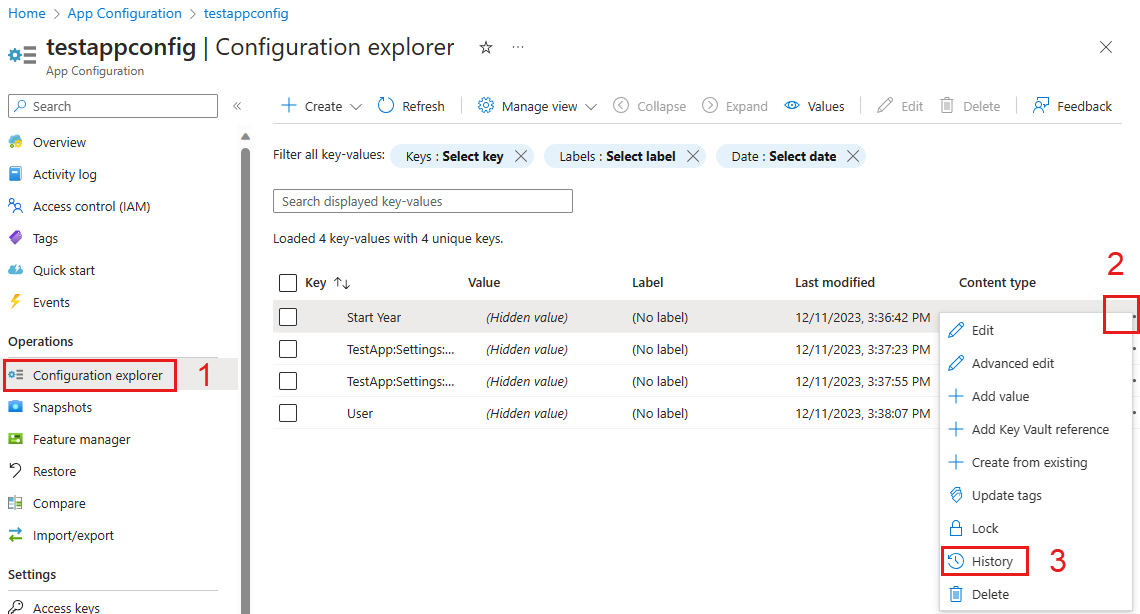 Home > App Configuration > testappconfig
testappconfig | Configuration explorer
App Configuration
Search
Overview
Activity log
Access control (IAM)
Tags
Quick start
Events
Operations
Configuration explorer 1
Snapshots
Feature manager
Restore
Compare
Import/export
Settings
Access keys
Create Refresh Manage view Collapse Expand Values Edit Delete Feedback
Filter all key-values: Keys : Select key Labels : Select label Date : Select date
Search displayed key-values
Loaded 4 key-values with 4 unique keys.
2
Key Value Label Last modified Content type
Start Year (Hidden value) (No label) 12/11/2023, 3:36:42 PM
TestApp:Settings:... (Hidden value) (No label) 12/11/2023, 3:37:23 PM
TestApp:Settings:... (Hidden value) (No label) 12/11/2023, 3:37:55 PM
User (Hidden value) (No label) 12/11/2023, 3:38:07 PM
Edit
Advanced edit
Add value
Add Key Vault reference
Create from existing
Update tags
Lock
History 3
Delete